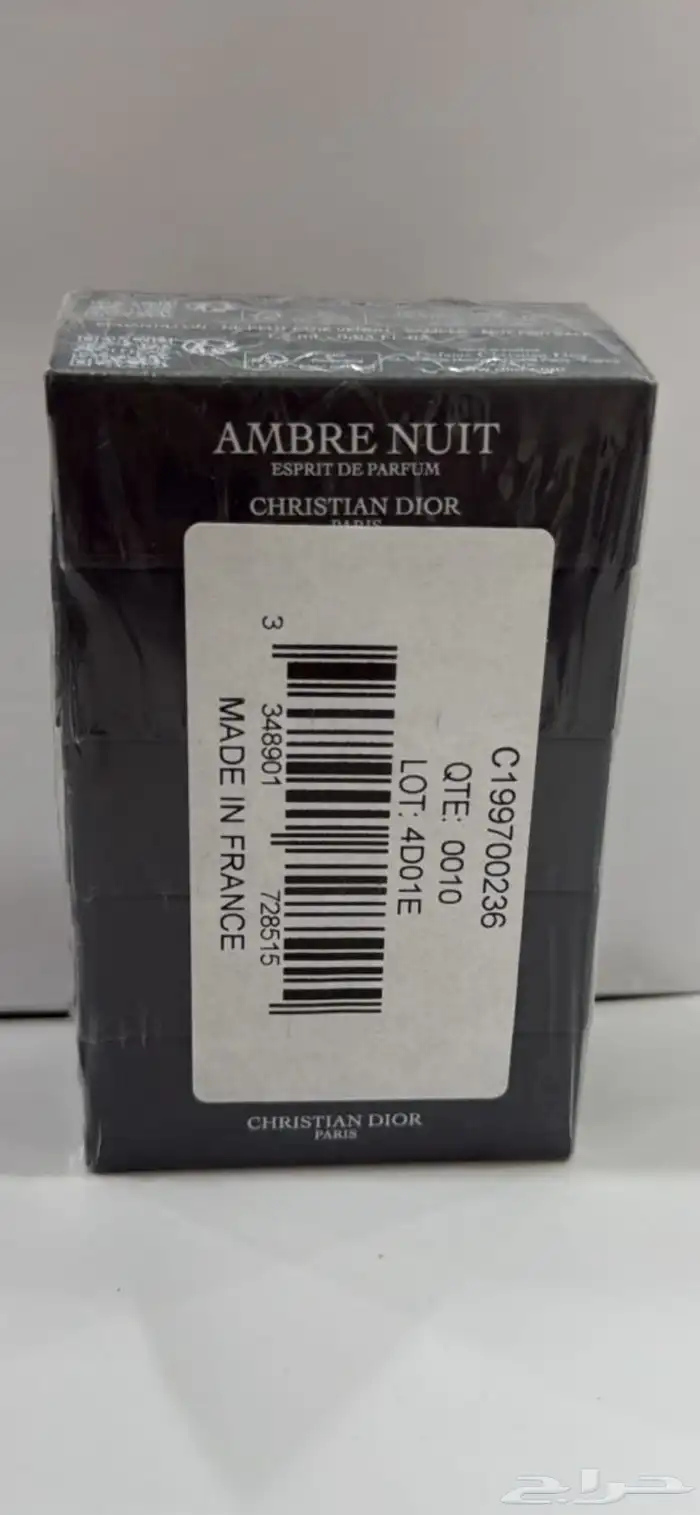 AMBRE NUIT
ESPRIT DE PARFUM
CHRISTIAN DIOR
PARIS
C199700236
QTE: 0010
LOT: 4D01E
3 348901 728515
MADE IN FRANCE
CHRISTIAN DIOR
PARIS
حراج